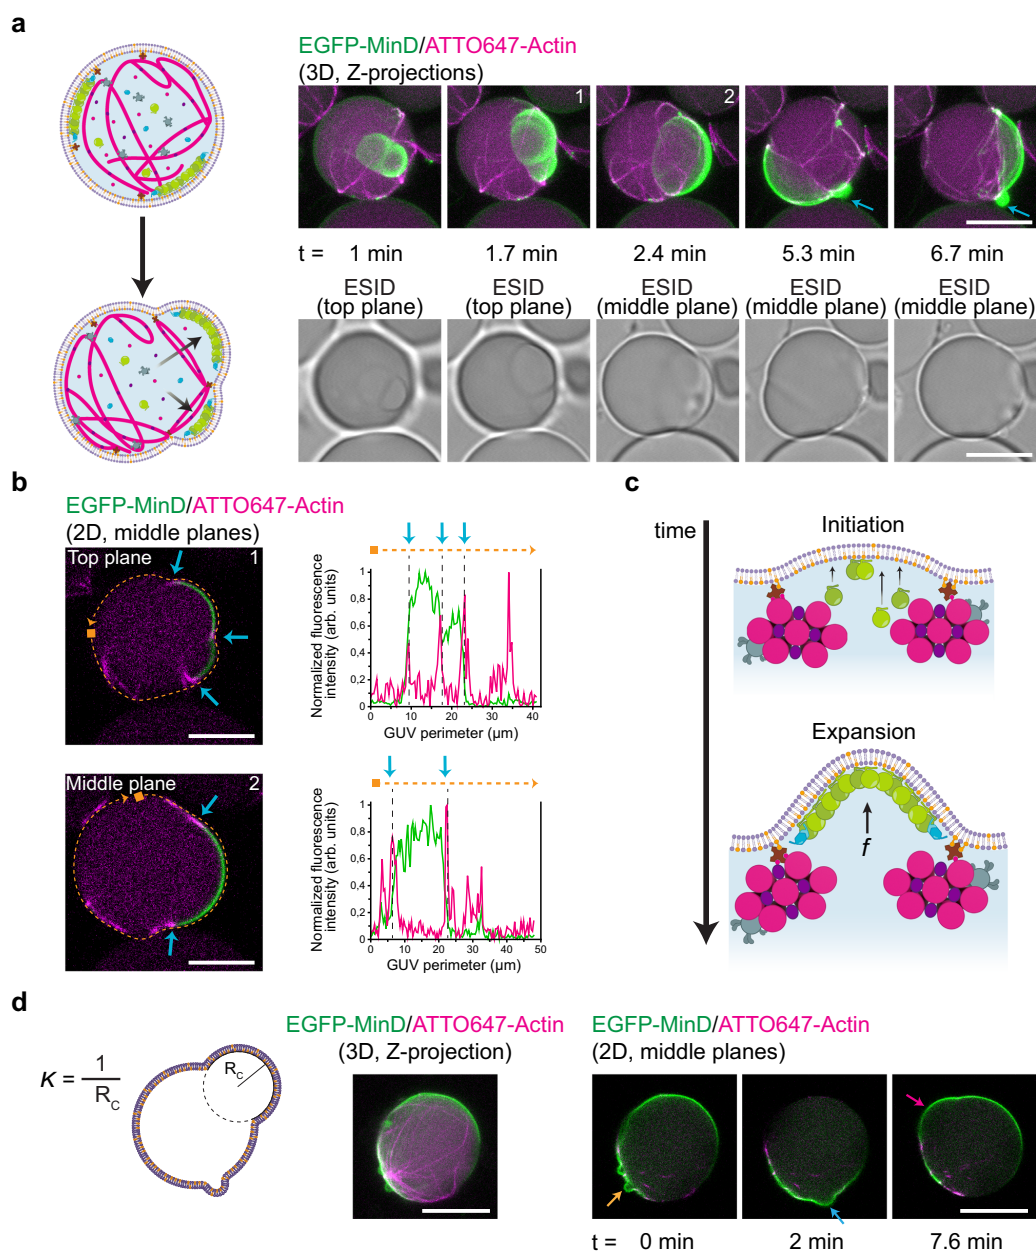 a
EGFP-MinD/ATTO647-Actin
(3D, Z-projections)
1
2
t = 1 min 1.7 min 2.4 min 5.3 min 6.7 min
ESID ESID ESID ESID ESID
(top plane) (top plane) (middle plane) (middle plane) (middle plane)
b
EGFP-MinD/ATTO647-Actin
(2D, middle planes)
Top plane 1
Normalized fluorescence
intensity (arb. units)
1
0,8
0,6
0,4
0,2
0
0 10 20 30 40
GUV perimeter (µm)
Middle plane 2
Normalized fluorescence
intensity (arb. units)
1
0,8
0,6
0,4
0,2
0
0 10 20 30 40 50
GUV perimeter (µm)
c
time
Initiation
Expansion
f
d
K = 1
R_C
R_C
EGFP-MinD/ATTO647-Actin
(3D, Z-projection)
EGFP-MinD/ATTO647-Actin
(2D, middle planes)
t = 0 min 2 min 7.6 min